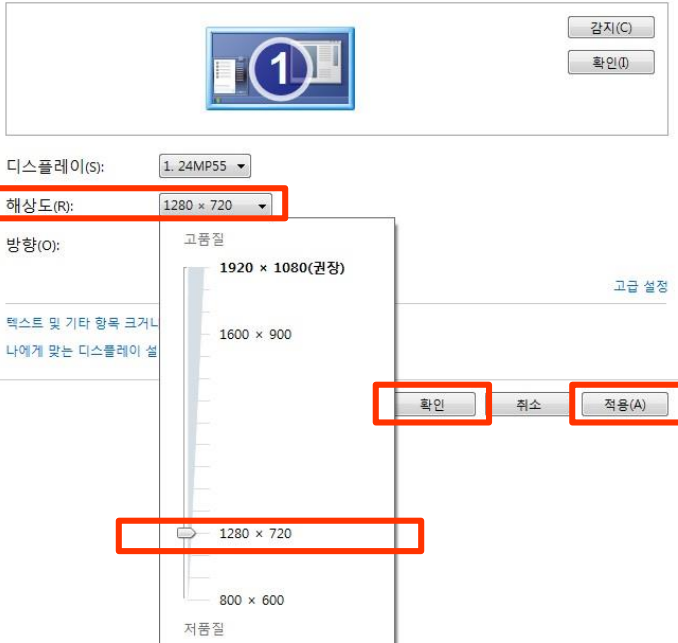 감지(C)
1
확인(I)
디스플레이(S):
1. 24MP55
해상도(R):
1280 × 720
방향(O):
고품질
1920 × 1080(권장)
고급 설정
텍스트 및 기타 항목 크거나
1600 × 900
나에게 맞는 디스플레이 설
확인
취소
적용(A)
1280 × 720
800 × 600
저품질